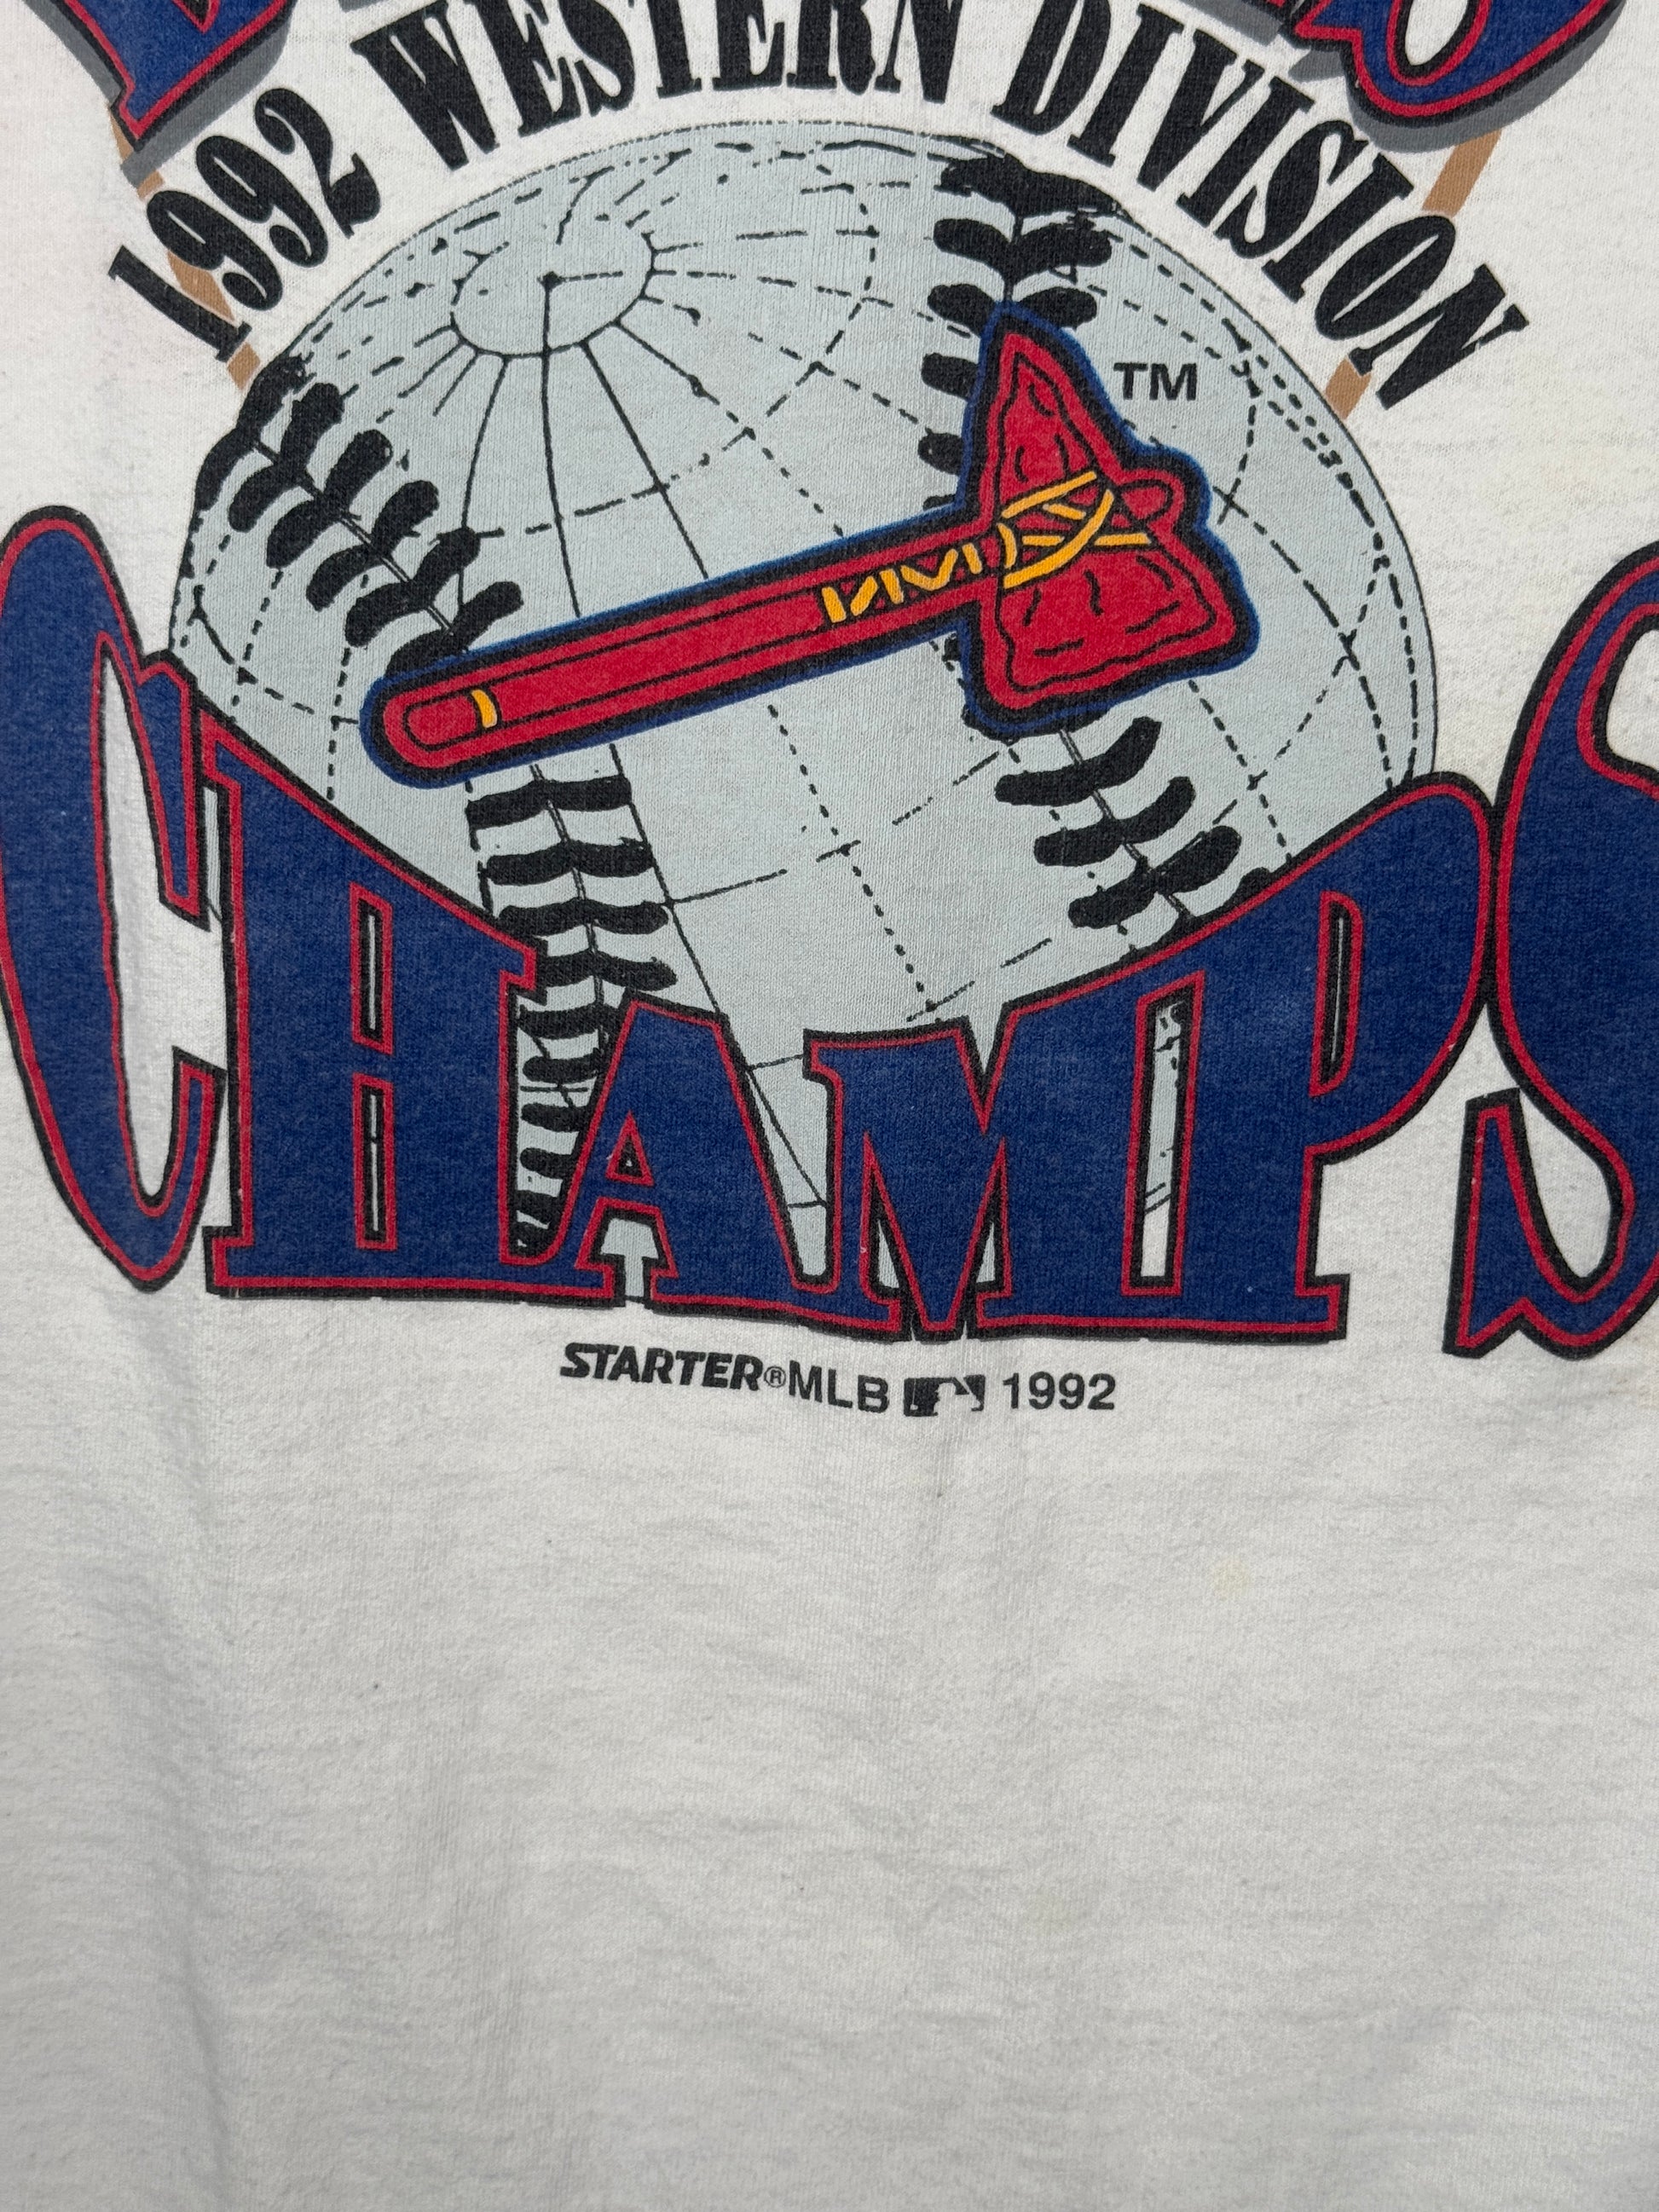 1992 WESTERN DIVISION
TM
CHAMPS
STARTER® MLB 1992